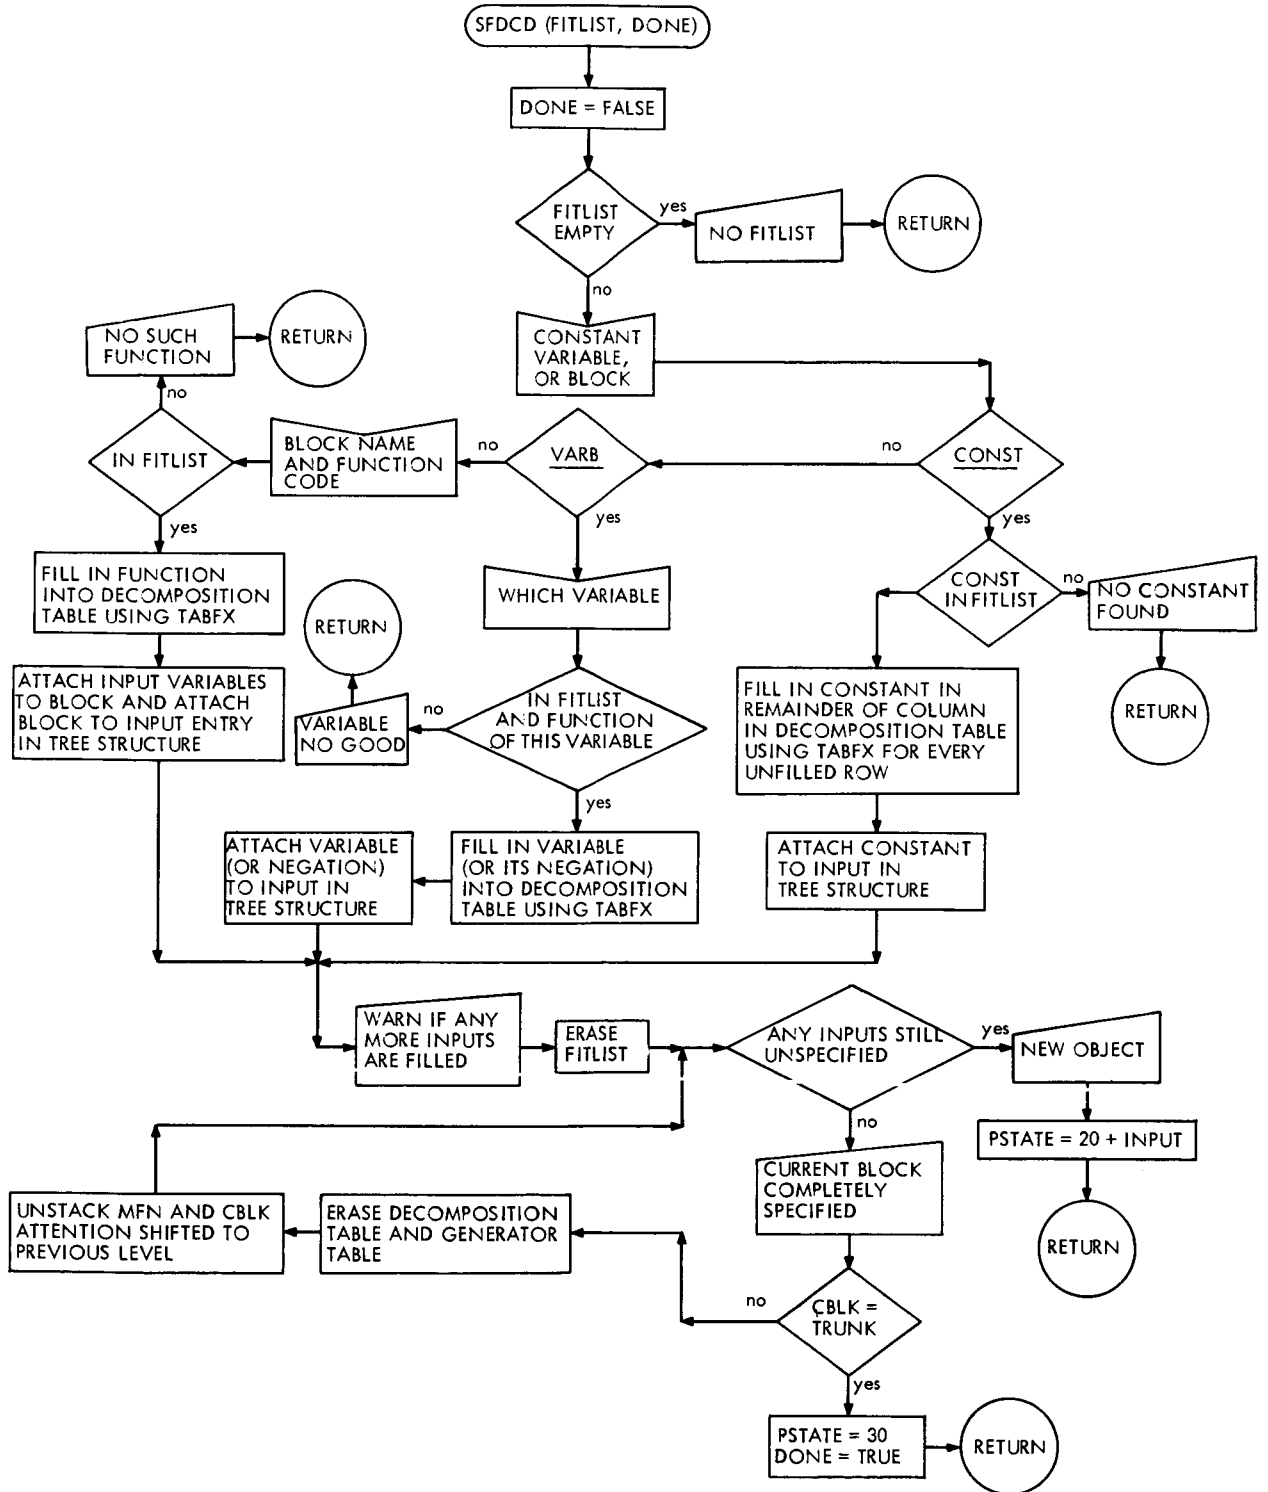 SFDCD (FITLIST, DONE)
DONE = FALSE
FITLIST
EMPTY
yes
NO FITLIST
RETURN
no
CONSTANT
VARIABLE,
OR BLOCK
NO SUCH
FUNCTION
RETURN
no
IN FITLIST
BLOCK NAME
AND FUNCTION
CODE
no
VARB
no
CONST
yes
yes
yes
FILL IN FUNCTION
INTO DECOMPOSITION
TABLE USING TABFX
RETURN
WHICH VARIABLE
CONST
IN FITLIST
no
NO CONSTANT
FOUND
RETURN
ATTACH INPUT VARIABLES
TO BLOCK AND ATTACH
BLOCK TO INPUT ENTRY
IN TREE STRUCTURE
VARIABLE
NO GOOD
no
IN FITLIST
AND FUNCTION
OF THIS VARIABLE
yes
FILL IN CONSTANT IN
REMAINDER OF COLUMN
IN DECOMPOSITION TABLE
USING TABFX FOR EVERY
UNFILLED ROW
ATTACH VARIABLE
(OR NEGATION)
TO INPUT IN
TREE STRUCTURE
FILL IN VARIABLE
(OR ITS NEGATION)
INTO DECOMPOSITION
TABLE USING TABFX
ATTACH CONSTANT
TO INPUT IN
TREE STRUCTURE
WARN IF ANY
MORE INPUTS
ARE FILLED
ERASE
FITLIST
ANY INPUTS STILL
UNSPECIFIED
yes
NEW OBJECT
no
PSTATE = 20 + INPUT
RETURN
CURRENT BLOCK
COMPLETELY
SPECIFIED
UNSTACK MFN AND CBLK
ATTENTION SHIFTED TO
PREVIOUS LEVEL
ERASE DECOMPOSITION
TABLE AND GENERATOR
TABLE
no
CBLK =
TRUNK
yes
PSTATE = 30
DONE = TRUE
RETURN